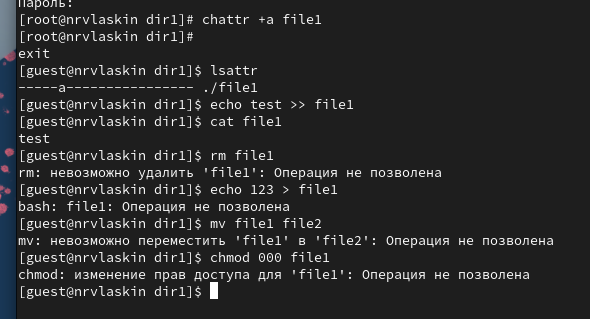 Пароль:
[root@nrvlaskin dir1]# chattr +a file1
[root@nrvlaskin dir1]#
exit
[guest@nrvlaskin dir1]$ lsattr
-----a---------------- ./file1
[guest@nrvlaskin dir1]$ echo test >> file1
[guest@nrvlaskin dir1]$ cat file1
test
[guest@nrvlaskin dir1]$ rm file1
rm: невозможно удалить 'file1': Операция не позволена
[guest@nrvlaskin dir1]$ echo 123 > file1
bash: file1: Операция не позволена
[guest@nrvlaskin dir1]$ mv file1 file2
mv: невозможно переместить 'file1' в 'file2': Операция не позволена
[guest@nrvlaskin dir1]$ chmod 000 file1
chmod: изменение прав доступа для 'file1': Операция не позволена
[guest@nrvlaskin dir1]$